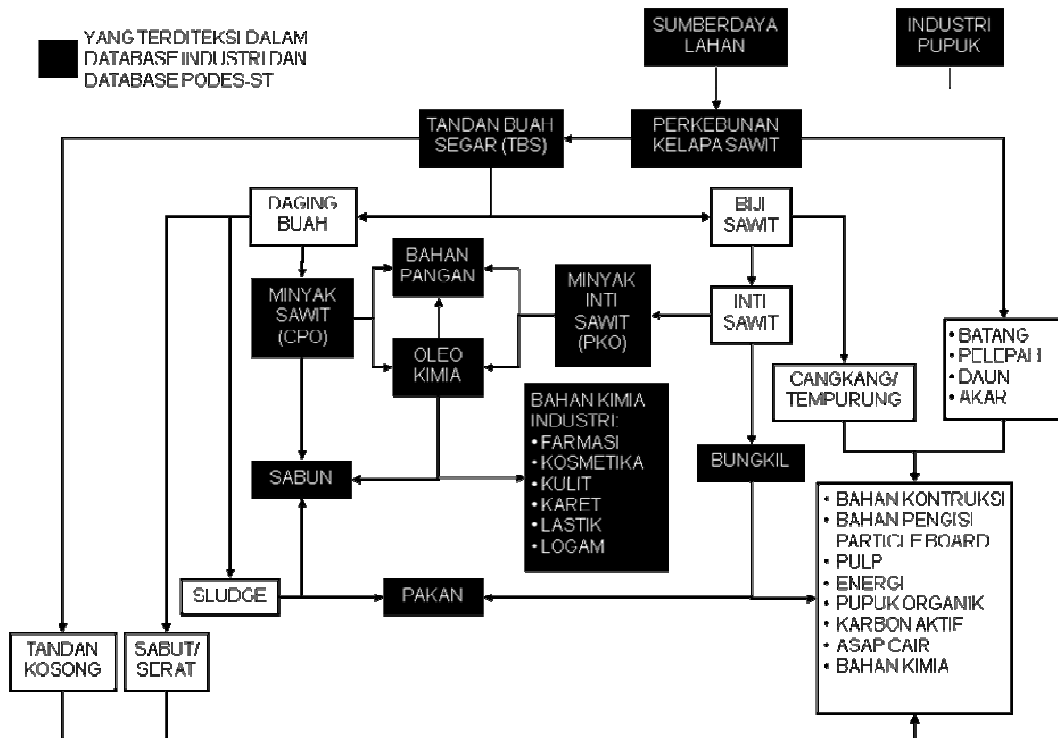 YANG TERDITEKSI DALAM
DATABASE INDUSTRI DAN
DATABASE PODES-ST
SUMBERDAYA
LAHAN
INDUSTRI
PUPUK
TANDAN BUAH
SEGAR (TBS)
PERKEBUNAN
KELAPA SAWIT
DAGING
BUAH
BIJI
SAWIT
BAHAN
PANGAN
MINYAK
SAWIT
(CPO)
MINYAK
INTI
SAWIT
(PKO)
INTI
SAWIT
OLEO
KIMIA
• BATANG
• PELEPAH
• DAUN
• AKAR
CANGKANG/
TEMPURUNG
BAHAN KIMIA
INDUSTRI:
• FARMASI
• KOSMETIKA
• KULIT
• KARET
• LASTIK
• LOGAM
SABUN
BUNGKIL
• BAHAN KONTRUKSI
• BAHAN PENGISI
PARTICLE BOARD
• PULP
• ENERGI
• PUPUK ORGANIK
• KARBON AKTIF
• ASAP CAIR
• BAHAN KIMIA
SLUDGE
PAKAN
TANDAN
KOSONG
SABUT/
SERAT